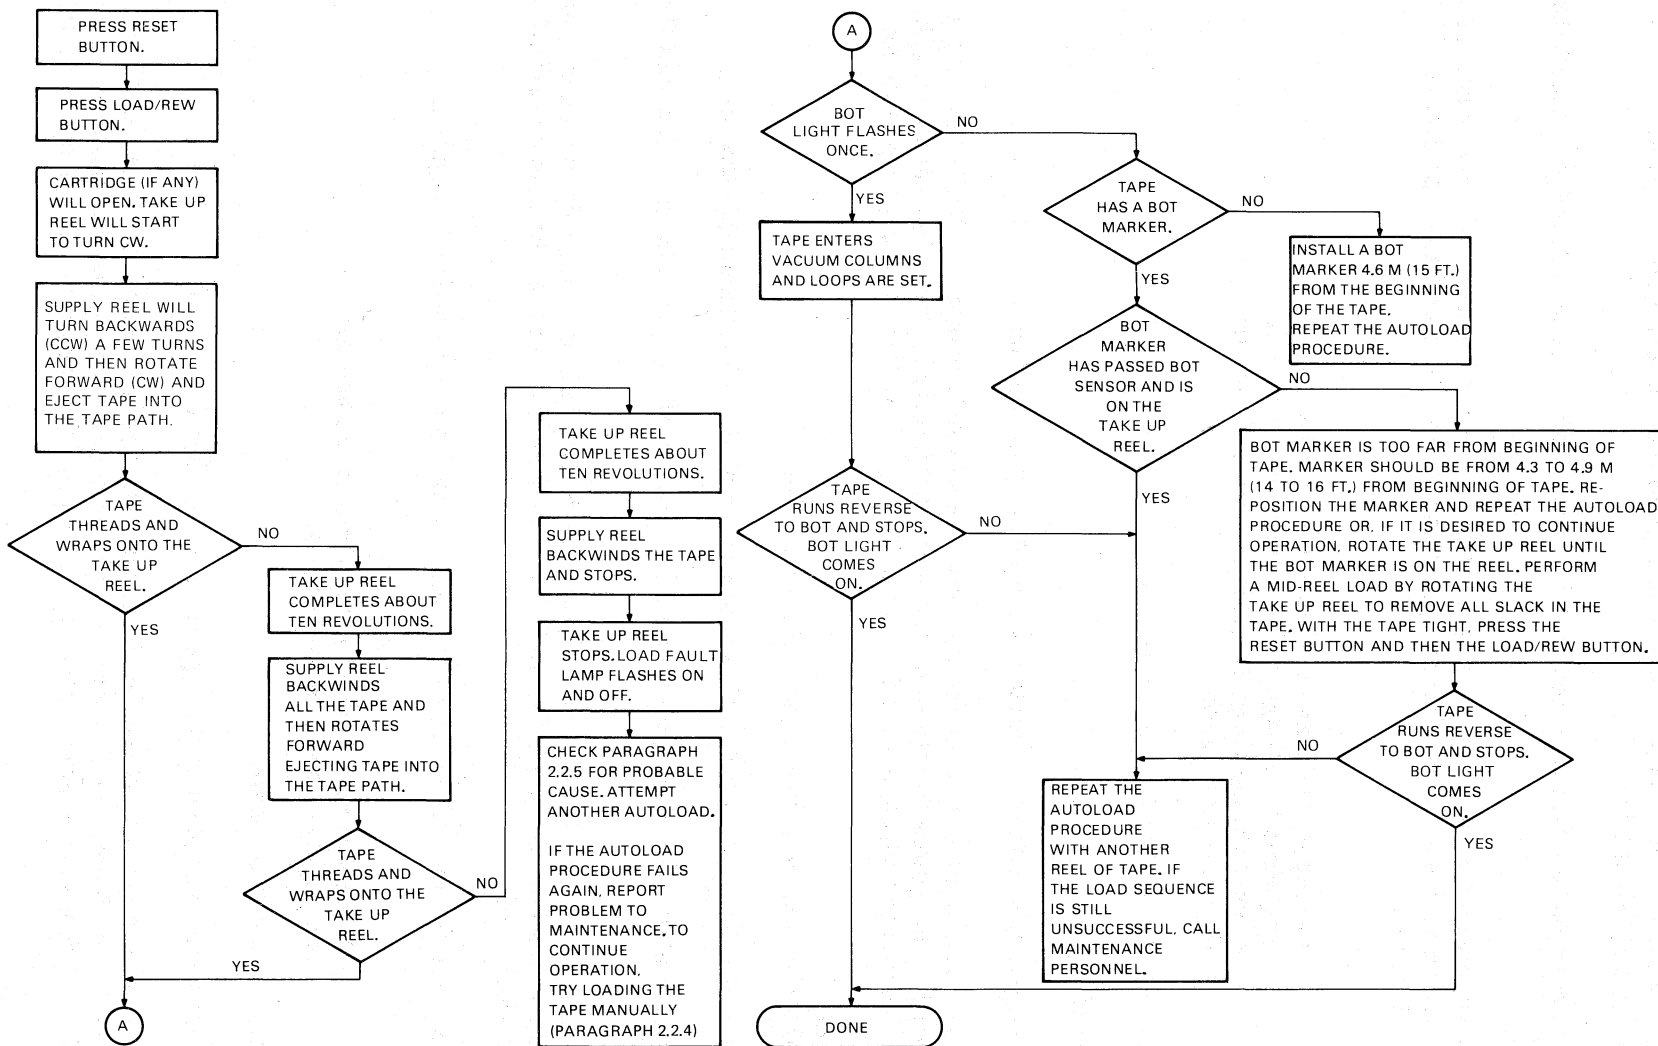 PRESS RESET
BUTTON.
PRESS LOAD/REW
BUTTON.
CARTRIDGE (IF ANY)
WILL OPEN. TAKE UP
REEL WILL START
TO TURN CW.
SUPPLY REEL WILL
TURN BACKWARDS
(CCW) A FEW TURNS
AND THEN ROTATE
FORWARD (CW) AND
EJECT TAPE INTO
THE TAPE PATH.
TAPE
THREADS AND
WRAPS ONTO THE
TAKE UP
REEL.
NO
YES
TAKE UP REEL
COMPLETES ABOUT
TEN REVOLUTIONS.
SUPPLY REEL
BACKWINDS
ALL THE TAPE AND
THEN ROTATES
FORWARD
EJECTING TAPE INTO
THE TAPE PATH.
TAPE
THREADS AND
WRAPS ONTO THE
TAKE UP
REEL.
NO
YES
A
TAKE UP REEL
COMPLETES ABOUT
TEN REVOLUTIONS.
SUPPLY REEL
BACKWINDS THE TAPE
AND STOPS.
TAKE UP REEL
STOPS. LOAD FAULT
LAMP FLASHES ON
AND OFF.
CHECK PARAGRAPH
2.2.5 FOR PROBABLE
CAUSE. ATTEMPT
ANOTHER AUTOLOAD.
IF THE AUTOLOAD
PROCEDURE FAILS
AGAIN, REPORT
PROBLEM TO
MAINTENANCE. TO
CONTINUE
OPERATION,
TRY LOADING THE
TAPE MANUALLY
(PARAGRAPH 2.2.4)
A
BOT
LIGHT FLASHES
ONCE.
NO
YES
TAPE ENTERS
VACUUM COLUMNS
AND LOOPS ARE SET.
TAPE
RUNS REVERSE
TO BOT AND STOPS.
BOT LIGHT
COMES
ON.
NO
YES
TAPE
HAS A BOT
MARKER.
NO
YES
INSTALL A BOT
MARKER 4.6 M (15 FT.)
FROM THE BEGINNING
OF THE TAPE.
REPEAT THE AUTOLOAD
PROCEDURE.
BOT
MARKER
HAS PASSED BOT
SENSOR AND IS
ON THE
TAKE UP
REEL.
NO
YES
BOT MARKER IS TOO FAR FROM BEGINNING OF
TAPE. MARKER SHOULD BE FROM 4.3 TO 4.9 M
(14 TO 16 FT.) FROM BEGINNING OF TAPE. RE-
POSITION THE MARKER AND REPEAT THE AUTOLOAD
PROCEDURE OR, IF IT IS DESIRED TO CONTINUE
OPERATION, ROTATE THE TAKE UP REEL UNTIL
THE BOT MARKER IS ON THE REEL. PERFORM
A MID-REEL LOAD BY ROTATING THE
TAKE UP REEL TO REMOVE ALL SLACK IN THE
TAPE. WITH THE TAPE TIGHT, PRESS THE
RESET BUTTON AND THEN THE LOAD/REW BUTTON.
TAPE
RUNS REVERSE
TO BOT AND STOPS.
BOT LIGHT
COMES
ON.
NO
YES
REPEAT THE
AUTOLOAD
PROCEDURE
WITH ANOTHER
REEL OF TAPE. IF
THE LOAD SEQUENCE
IS STILL
UNSUCCESSFUL, CALL
MAINTENANCE
PERSONNEL.
DONE